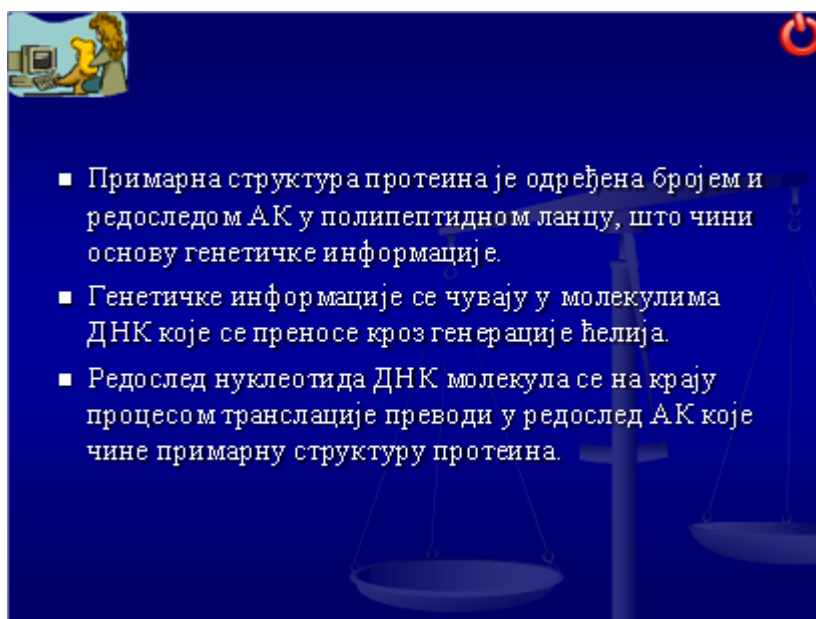 Примарна структура протеина је одређена бројем и
редоследом АК у полипептидном ланцу, што чини
основу генетичке информације.
Генетичке информације се чувају у молекулима
ДНК које се преносе кроз генерације ћелија.
Редослед нуклеотида ДНК молекула се на крају
процесом транслације преводи у редослед АК које
чине примарну структуру протеина.